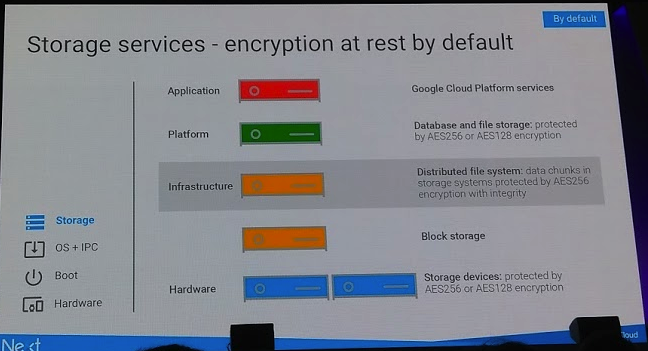 By default
Storage services - encryption at rest by default
Application
Google Cloud Platform services
Platform
Database and file storage: protected
by AES256 or AES128 encryption
Infrastructure
Distributed file system: data chunks in
storage systems protected by AES256
encryption with integrity
Storage
OS + IPC
Block storage
Boot
Hardware
Storage devices: protected by
AES256 or AES128 encryption
Hardware
Next
loud